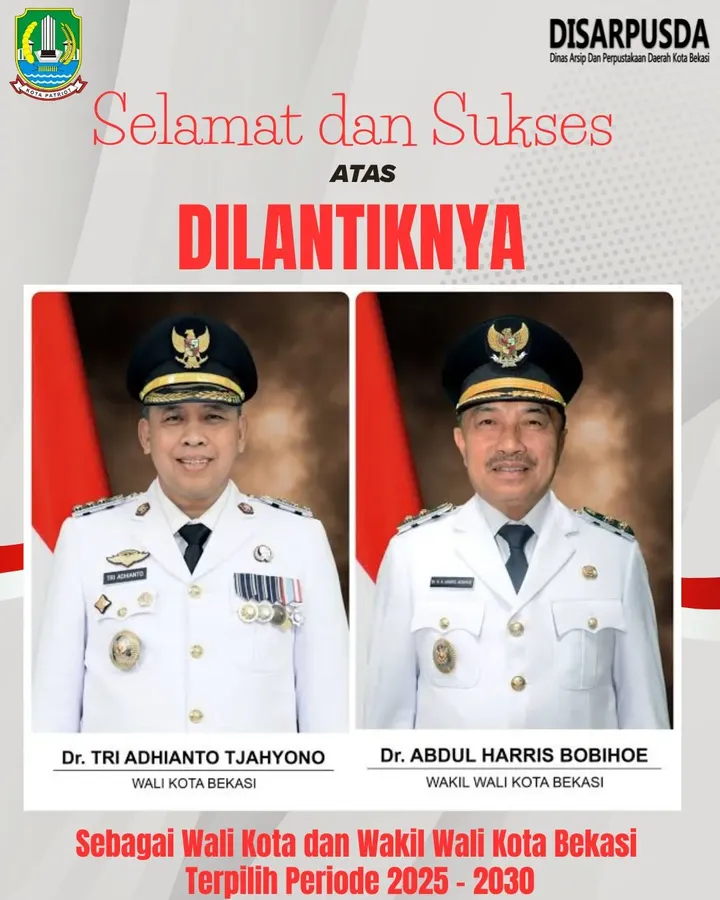 KOTA PATRIOT
DISARPUSDA
Dinas Arsip Dan Perpustakaan Daerah Kota Bekasi
Selamat dan Sukses
ATAS
DILANTIKNYA
TRI ADHIANTO
Dr. TRI ADHIANTO TJAHYONO
WALI KOTA BEKASI
Dr. ABDUL HARRIS BOBIHOE
WAKIL WALI KOTA BEKASI
Sebagai Wali Kota dan Wakil Wali Kota Bekasi
Terpilih Periode 2025 - 2030